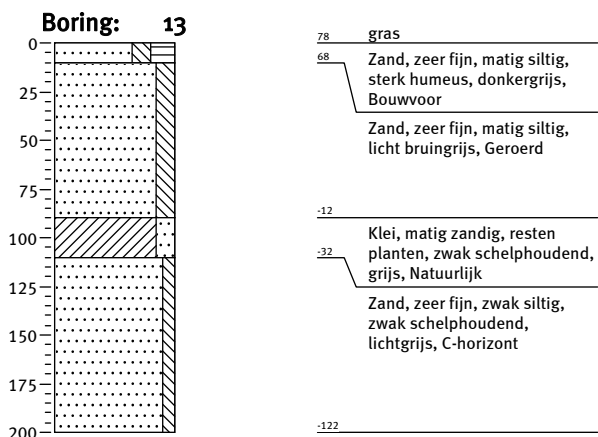 Boring: 13
0
25
50
75
100
125
150
175
200
78
gras
68
Zand, zeer fijn, matig siltig,
sterk humeus, donkergrijs,
Bouwvoor
Zand, zeer fijn, matig siltig,
licht bruingrijs, Geroerd
-12
Klei, matig zandig, resten
planten, zwak schelphoudend,
grijs, Natuurlijk
-32
Zand, zeer fijn, zwak siltig,
zwak schelphoudend,
lichtgrijs, C-horizont
-122